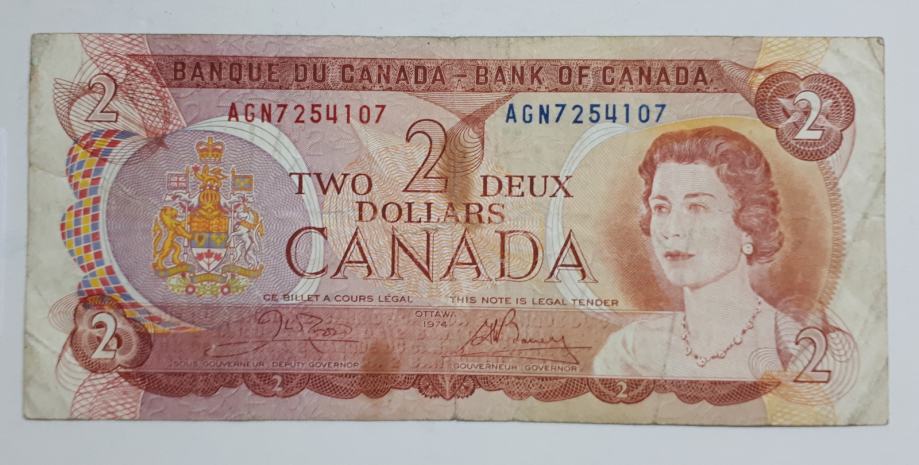 BANQUE DU CANADA - BANK OF CANADA
2
2
AGN7254107 AGN7254107
2
TWO DEUX
DOLLARS
CANADA
CE BILLET A COURS LÉGAL THIS NOTE IS LEGAL TENDER
OTTAWA
1974
SOUS-GOUVERNEUR DEPUTY GOVERNOR GOUVERNEUR GOVERNOR
2
2
2
2